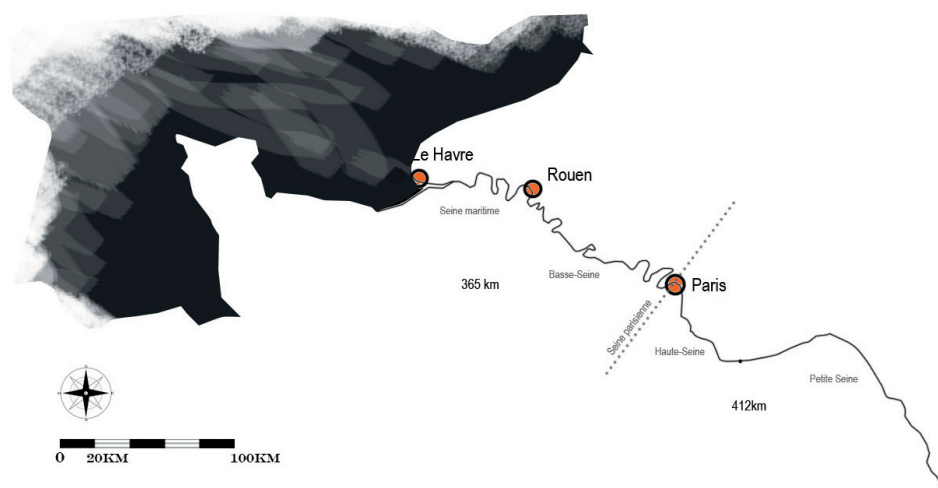 Le Havre
Rouen
Seine maritime
Basse-Seine
365 km
Paris
Seine parisienne
Haute-Seine
Petite Seine
412km
0 20KM 100KM